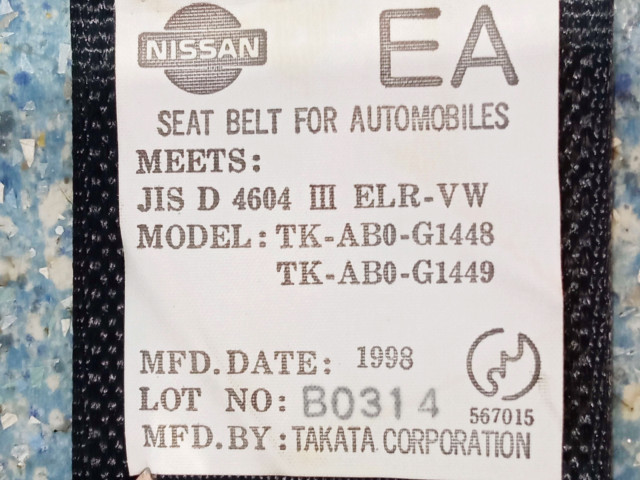 NISSAN
EA
SEAT BELT FOR AUTOMOBILES
MEETS:
JIS D 4604 III ELR-VW
MODEL: TK-AB0-G1448
TK-AB0-G1449
MFD.DATE: 1998
LOT NO: B0314
567015
MFD.BY: TAKATA CORPORATION